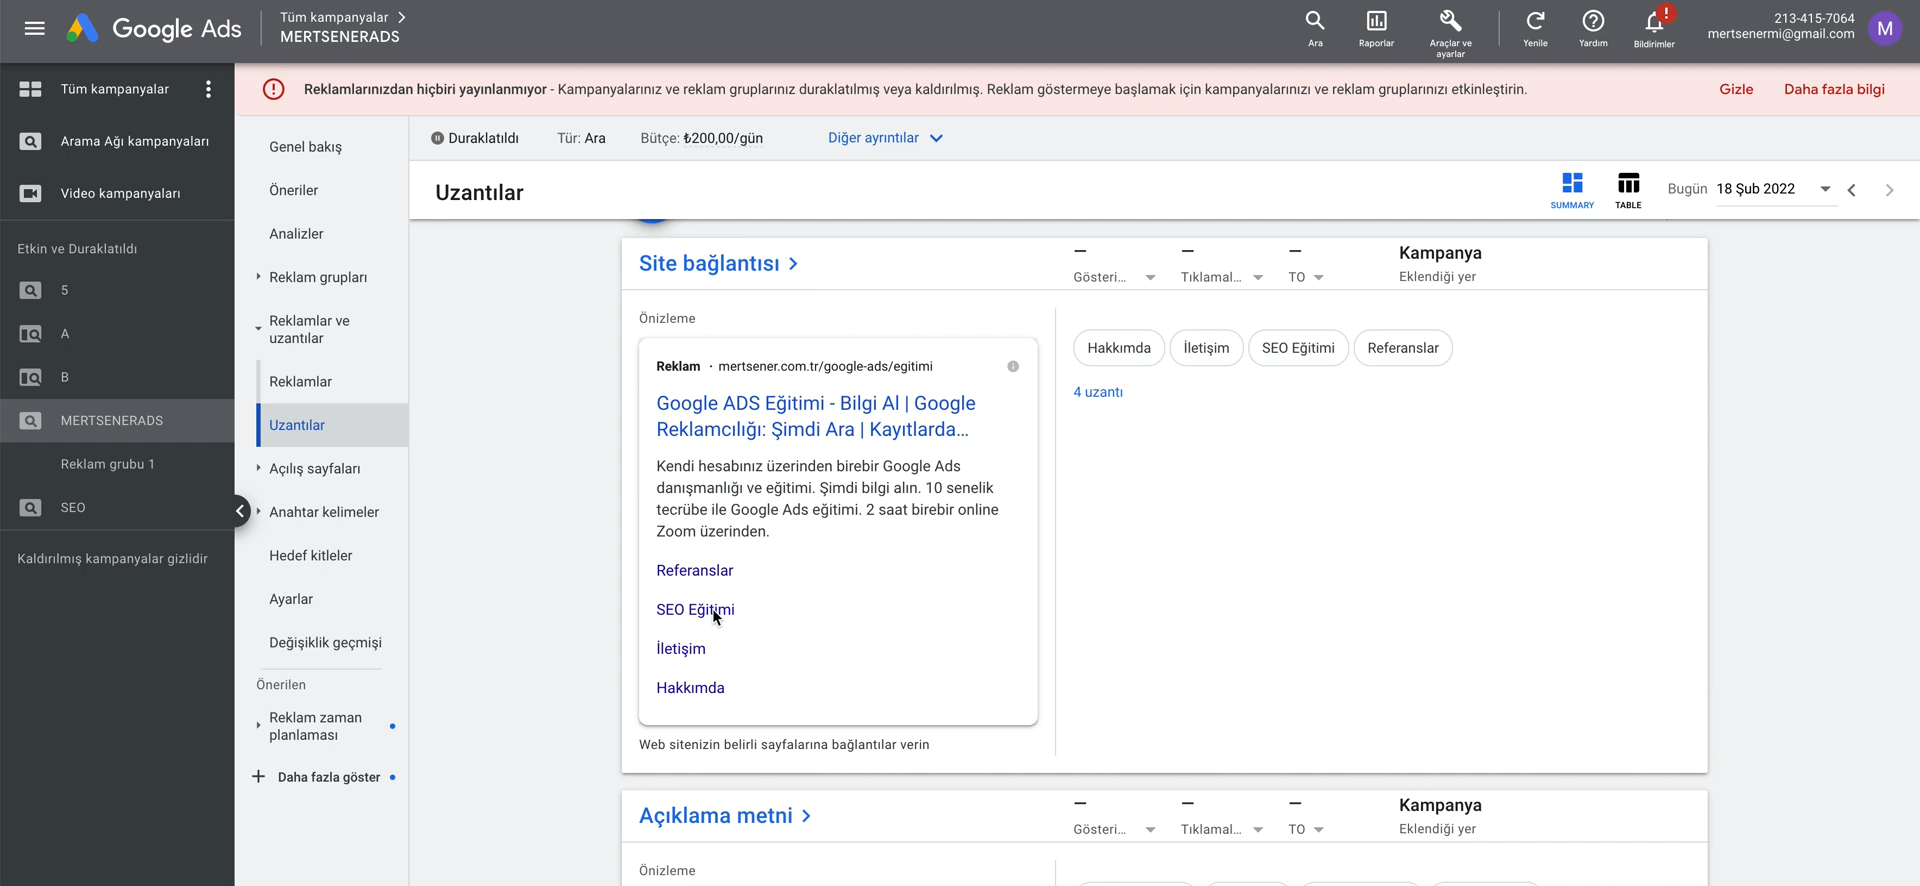 Google Ads
Tüm kampanyalar
MERTSENERADS
Ara
Raporlar
Araçlar ve
ayarlar
Yenile
Yardım
!
Bildirimler
213-415-7064
mertsenermi@gmail.com
M
Tüm kampanyalar
Arama Ağı kampanyaları
Video kampanyaları
Etkin ve Duraklatıldı
5
A
B
MERTSENERADS
Reklam grubu 1
SEO
Kaldırılmış kampanyalar gizlidir
Reklamlarınızdan hiçbiri yayınlanmıyor - Kampanyalarınız ve reklam gruplarınız duraklatılmış veya kaldırılmış. Reklam göstermeye başlamak için kampanyalarınızı ve reklam gruplarınızı etkinleştirin.
Gizle
Daha fazla bilgi
Genel bakış
Öneriler
Analizler
Reklam grupları
Reklamlar ve
uzantılar
Reklamlar
Uzantılar
Açılış sayfaları
Anahtar kelimeler
Hedef kitleler
Ayarlar
Değişiklik geçmişi
Önerilen
Reklam zaman
planlaması
Daha fazla göster
Duraklatıldı
Tür: Ara
Bütçe: ₺200,00/gün
Diğer ayrıntılar
Uzantılar
SUMMARY
TABLE
Bugün 18 Şub 2022
Site bağlantısı
— — —
Kampanya
Gösteri... Tıklamal... TO
Eklendiği yer
Önizleme
Reklam · mertsener.com.tr/google-ads/egitimi
Google ADS Eğitimi - Bilgi Al | Google
Reklamcılığı: Şimdi Ara | Kayıtlarda...
Kendi hesabınız üzerinden birebir Google Ads
danışmanlığı ve eğitimi. Şimdi bilgi alın. 10 senelik
tecrübe ile Google Ads eğitimi. 2 saat birebir online
Zoom üzerinden.
Referanslar
SEO Eğitimi
İletişim
Hakkımda
Web sitenizin belirli sayfalarına bağlantılar verin
Hakkımda
İletişim
SEO Eğitimi
Referanslar
4 uzantı
Açıklama metni
— — —
Kampanya
Gösteri... Tıklamal... TO
Eklendiği yer
Önizleme